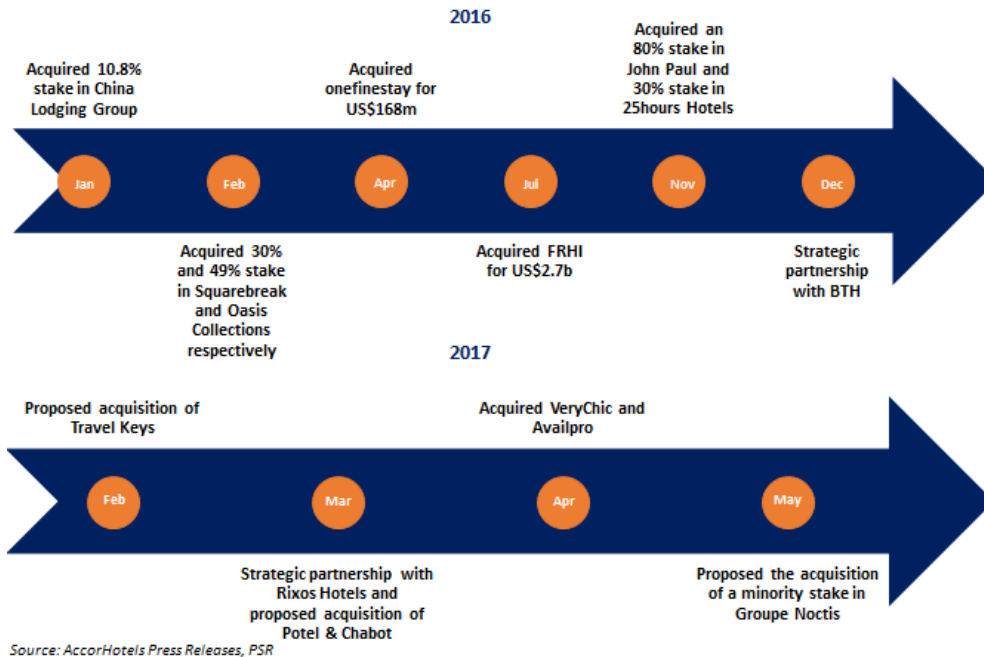 2016
Acquired 10.8%
stake in China
Lodging Group
Acquired
onefinestay for
US$168m
Acquired an
80% stake in
John Paul and
30% stake in
25hours Hotels
Jan
Feb
Apr
Jul
Nov
Dec
Acquired 30%
and 49% stake
in Squarebreak
and Oasis
Collections
respectively
Acquired FRHI
for US$2.7b
Strategic
partnership
with BTH
2017
Proposed acquisition of
Travel Keys
Acquired VeryChic and
Availpro
Feb
Mar
Apr
May
Strategic partnership with
Rixos Hotels and
proposed acquisition of
Potel & Chabot
Proposed the acquisition
of a minority stake in
Groupe Noctis
Source: AccorHotels Press Releases, PSR